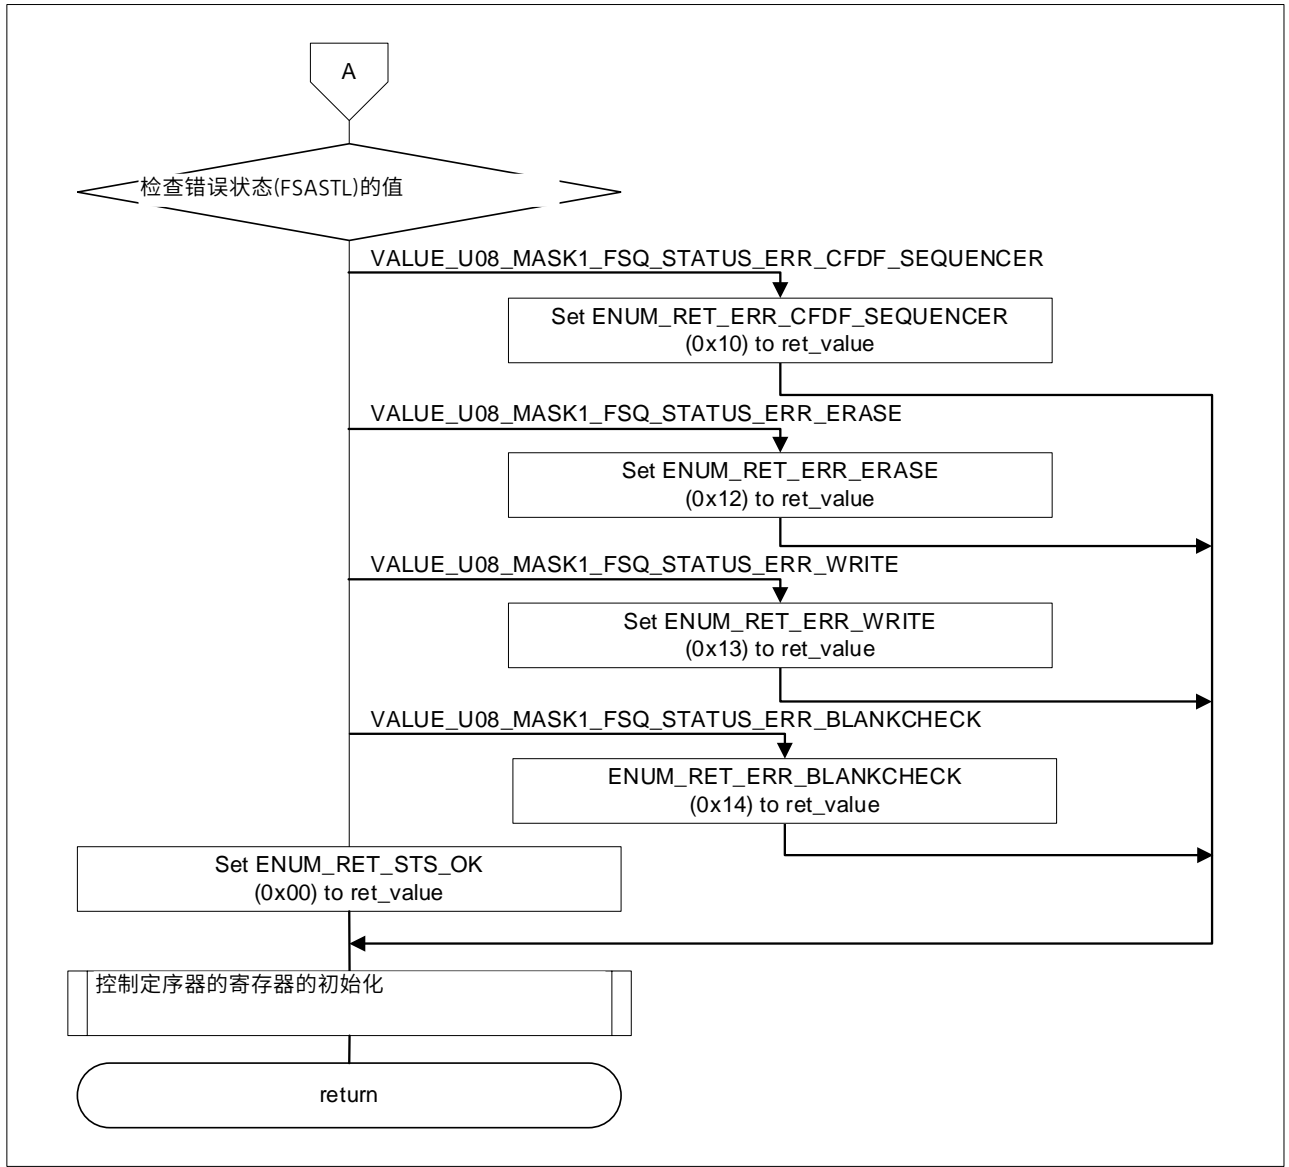 A
检查错误状态(FSASTL)的值
VALUE_U08_MASK1_FSQ_STATUS_ERR_CFDF_SEQUENCER
Set ENUM_RET_ERR_CFDF_SEQUENCER
(0x10) to ret_value
VALUE_U08_MASK1_FSQ_STATUS_ERR_ERASE
Set ENUM_RET_ERR_ERASE
(0x12) to ret_value
VALUE_U08_MASK1_FSQ_STATUS_ERR_WRITE
Set ENUM_RET_ERR_WRITE
(0x13) to ret_value
VALUE_U08_MASK1_FSQ_STATUS_ERR_BLANKCHECK
ENUM_RET_ERR_BLANKCHECK
(0x14) to ret_value
Set ENUM_RET_STS_OK
(0x00) to ret_value
控制定序器的寄存器的初始化
return